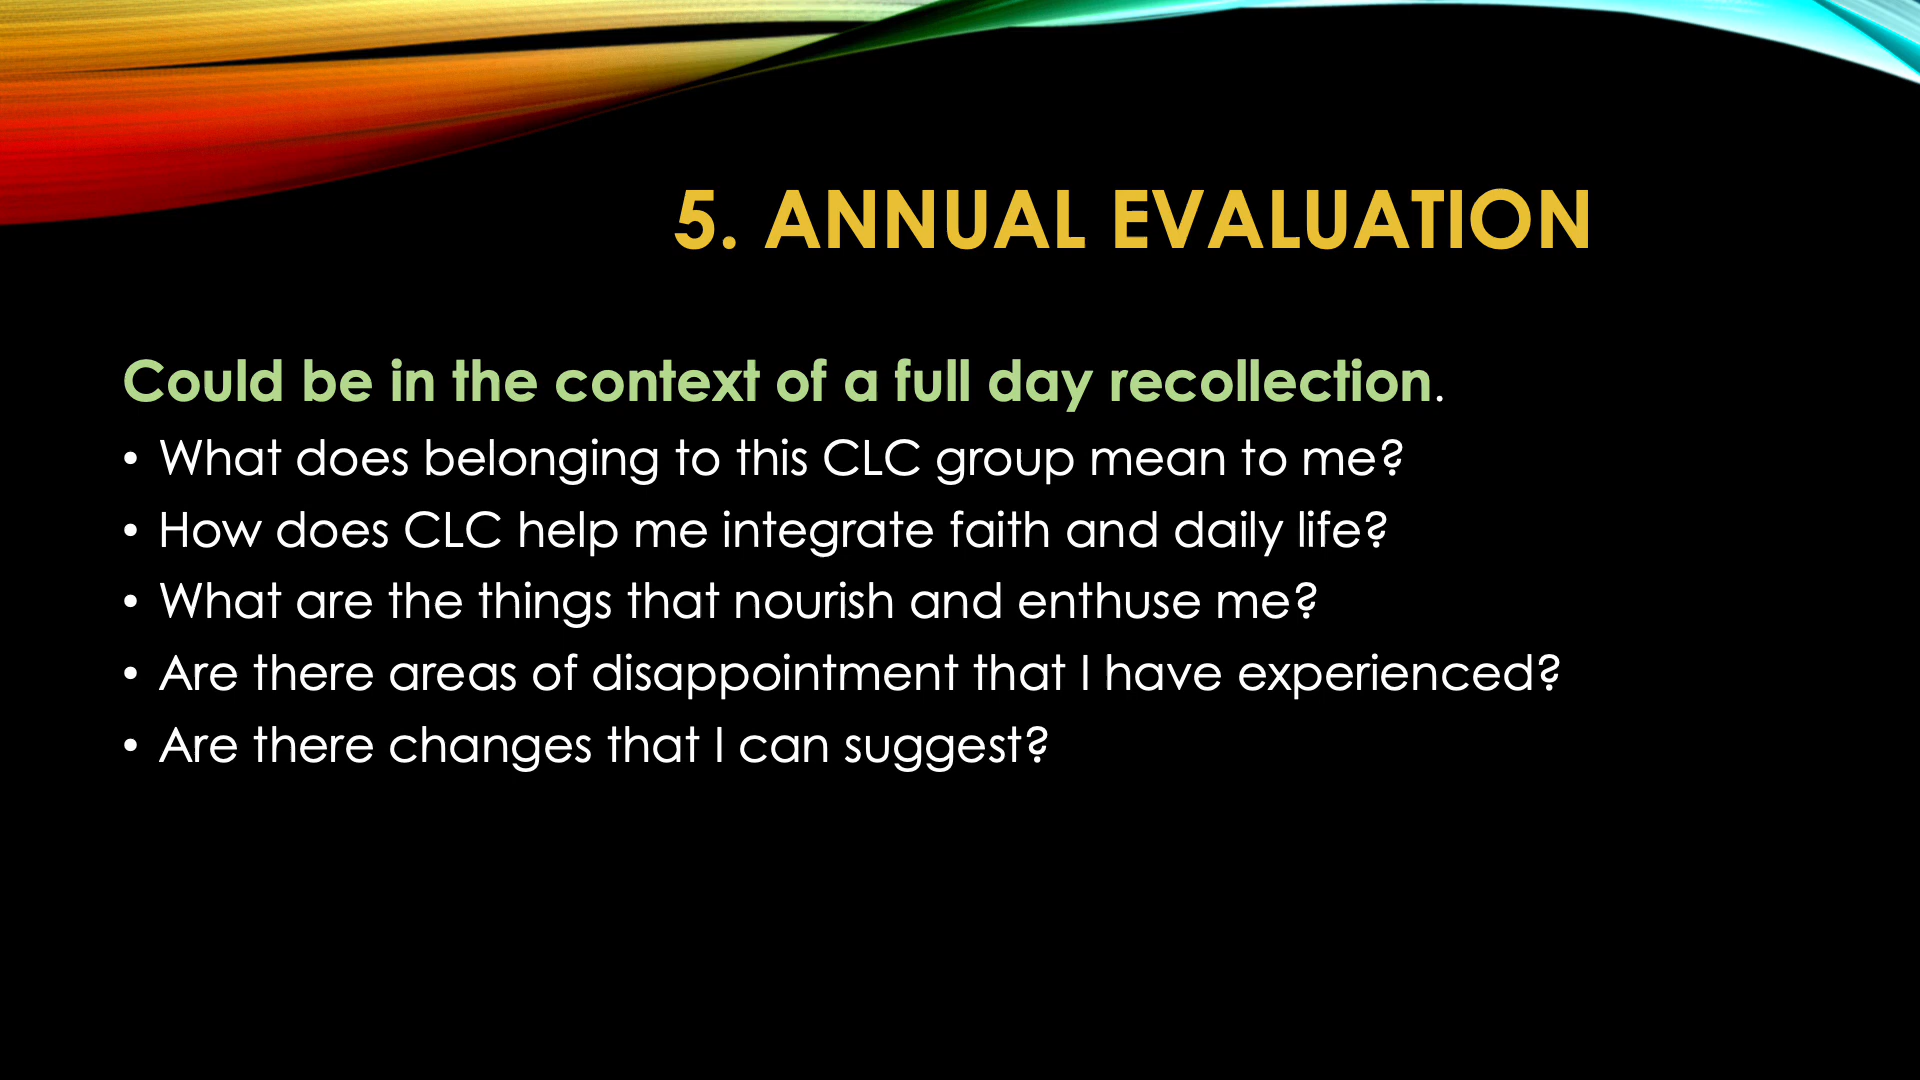 5. ANNUAL EVALUATION
Could be in the context of a full day recollection.
• What does belonging to this CLC group mean to me?
• How does CLC help me integrate faith and daily life?
• What are the things that nourish and enthuse me?
• Are there areas of disappointment that I have experienced?
• Are there changes that I can suggest?